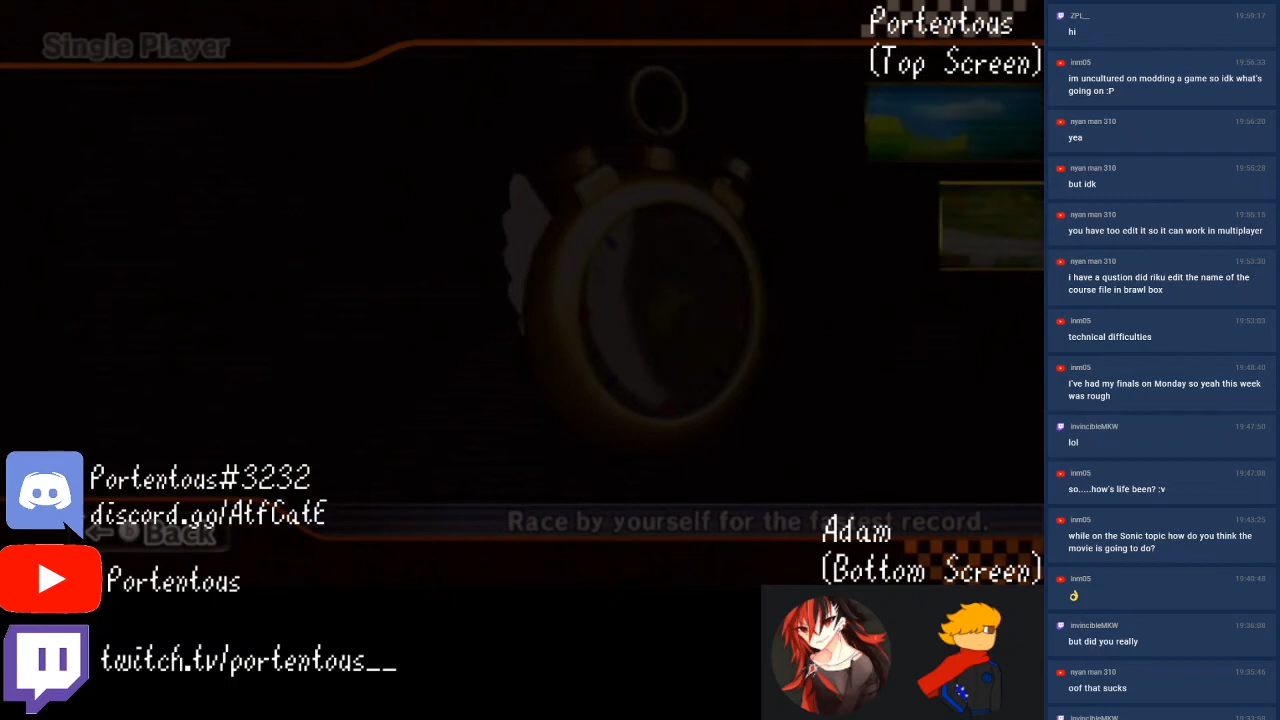 Single Player
Portentous
(Top Screen)
Portentous#3232
discord.gg/AtfCatE
Back
Race by yourself for the fastest record.
Adam
(Bottom Screen)
Portentous
twitch.tv/portentous__
ZPL__ 19:59:17
hi
inm05 19:56:33
im uncultured on modding a game so idk what's
going on :P
nyan man 310 19:56:20
yea
nyan man 310 19:55:28
but idk
nyan man 310 19:55:15
you have too edit it so it can work in multiplayer
nyan man 310 19:53:30
i have a qustion did riku edit the name of the
course file in brawl box
inm05 19:53:03
technical difficulties
inm05 19:48:40
I've had my finals on Monday so yeah this week
was rough
invincibleMKW 19:47:50
lol
inm05 19:47:08
so.....how's life been? :v
inm05 19:43:25
while on the Sonic topic how do you think the
movie is going to do?
inm05 19:40:48
👌
invincibleMKW 19:36:08
but did you really
nyan man 310 19:35:46
oof that sucks
invincibleMKW 19:33:58